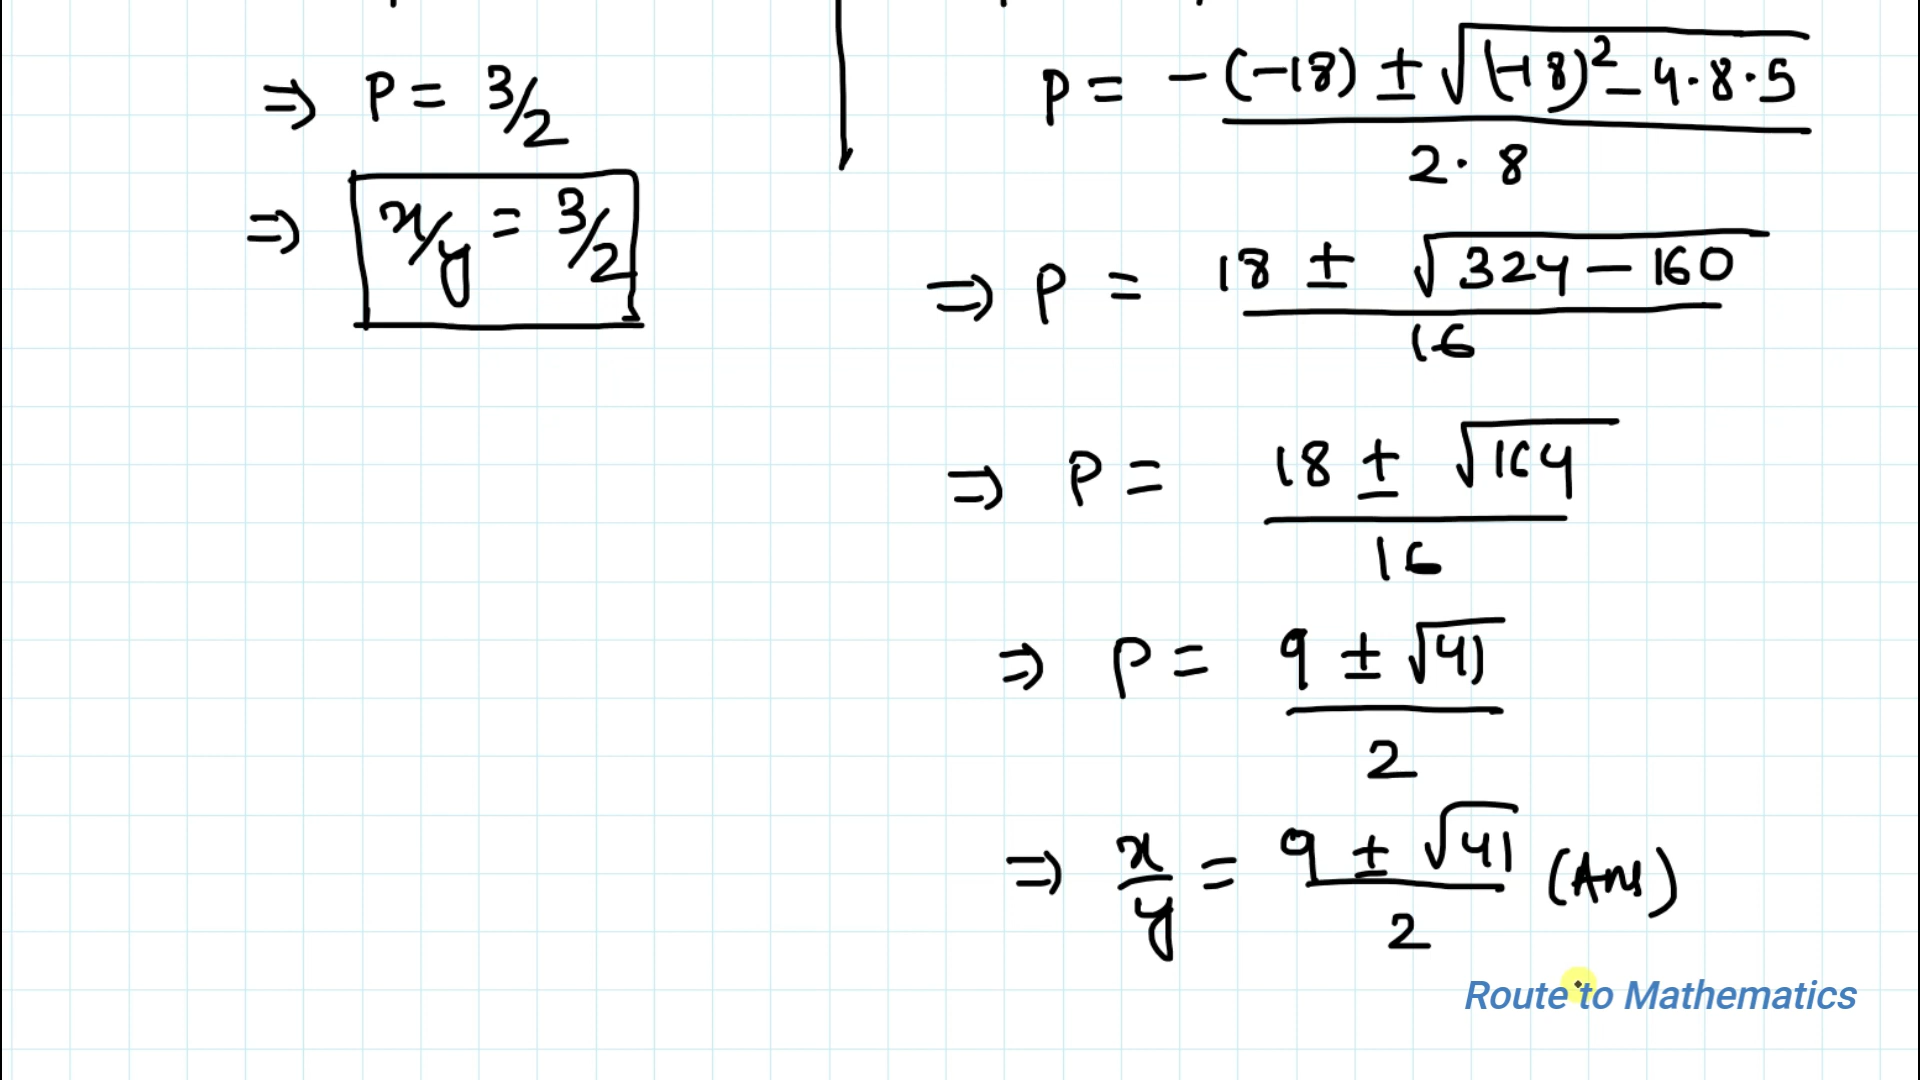 ⇒ P = 3/2
⇒ x/y = 3/2
P = -(-18) ± √(-18)² - 4·8·5
2·8
⇒ P = 18 ± √324 - 160
16
⇒ P = 18 ± √164
16
⇒ P = 9 ± √41
2
⇒ x/y = 9 ± √41 (Ans)
2
Route to Mathematics